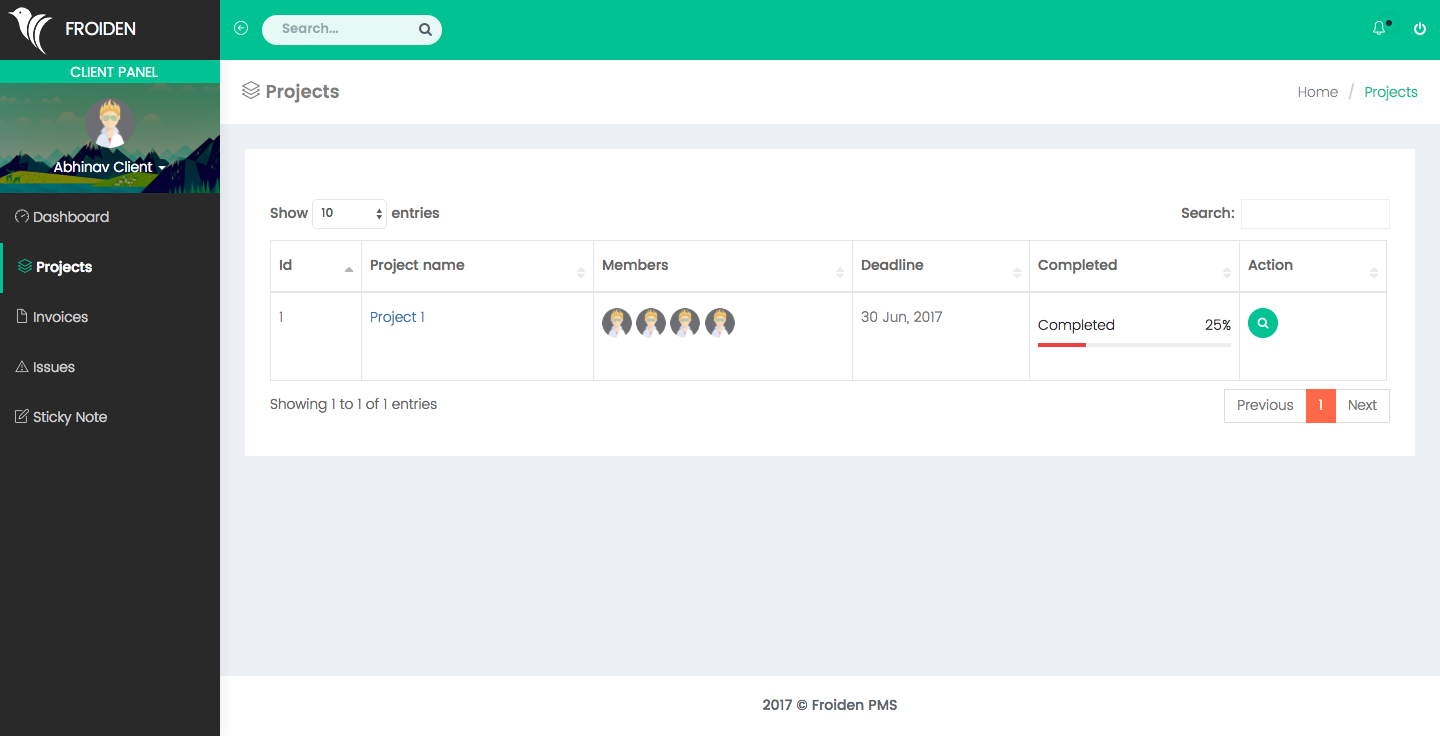 FROIDEN
Search...
CLIENT PANEL
Abhinav Client
Dashboard
Projects
Invoices
Issues
Sticky Note
Projects
Home / Projects
Show 10 entries
Search:
Id Project name Members Deadline Completed Action
1 Project 1 30 Jun, 2017 Completed 25%
Showing 1 to 1 of 1 entries
Previous 1 Next
2017 © Froiden PMS